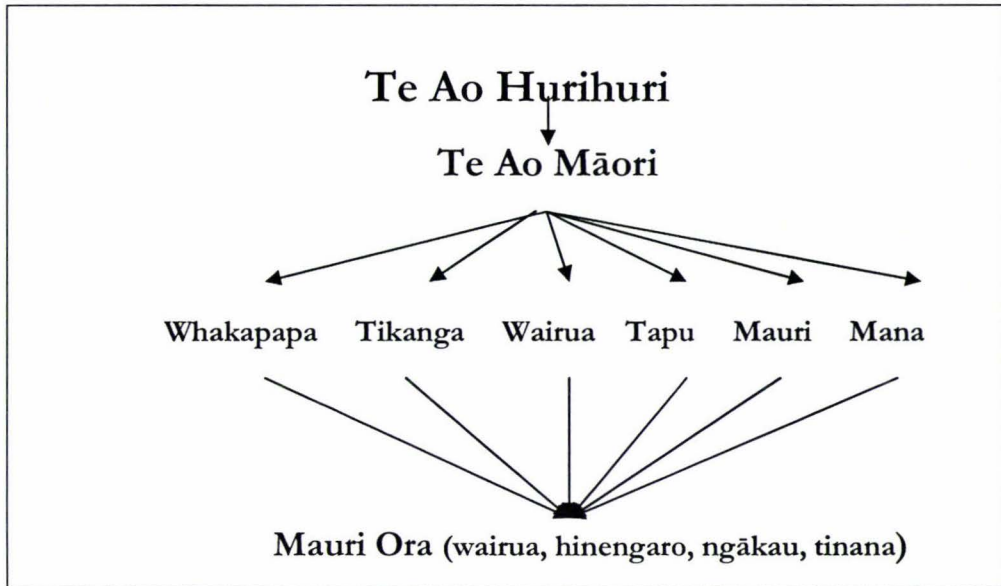 Te Ao Hurihuri
Te Ao Māori
Whakapapa Tikanga Wairua Tapu Mauri Mana
Mauri Ora (wairua, hinengaro, ngākau, tinana)